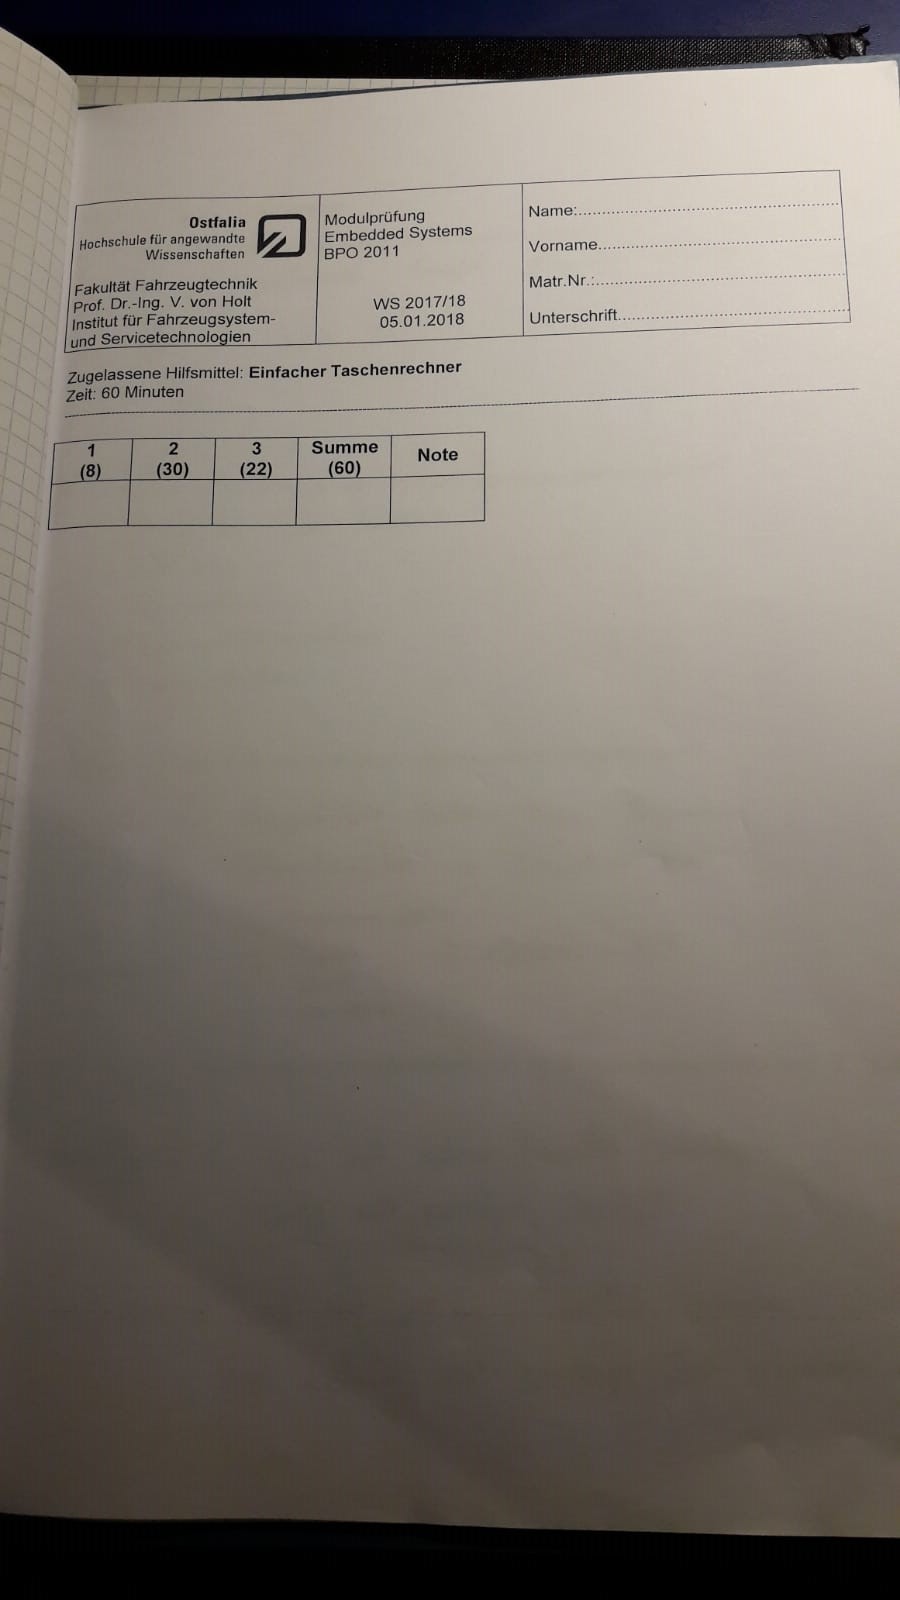 Ostfalia
Hochschule für angewandte
Wissenschaften
Fakultät Fahrzeugtechnik
Prof. Dr.-Ing. V. von Holt
Institut für Fahrzeugsystem-
und Servicetechnologien
Modulprüfung
Embedded Systems
BPO 2011
WS 2017/18
05.01.2018
Name:
Vorname
Matr.Nr.:
Unterschrift
Zugelassene Hilfsmittel: Einfacher Taschenrechner
Zeit: 60 Minuten
1 2 3 Summe Note
(8) (30) (22) (60)